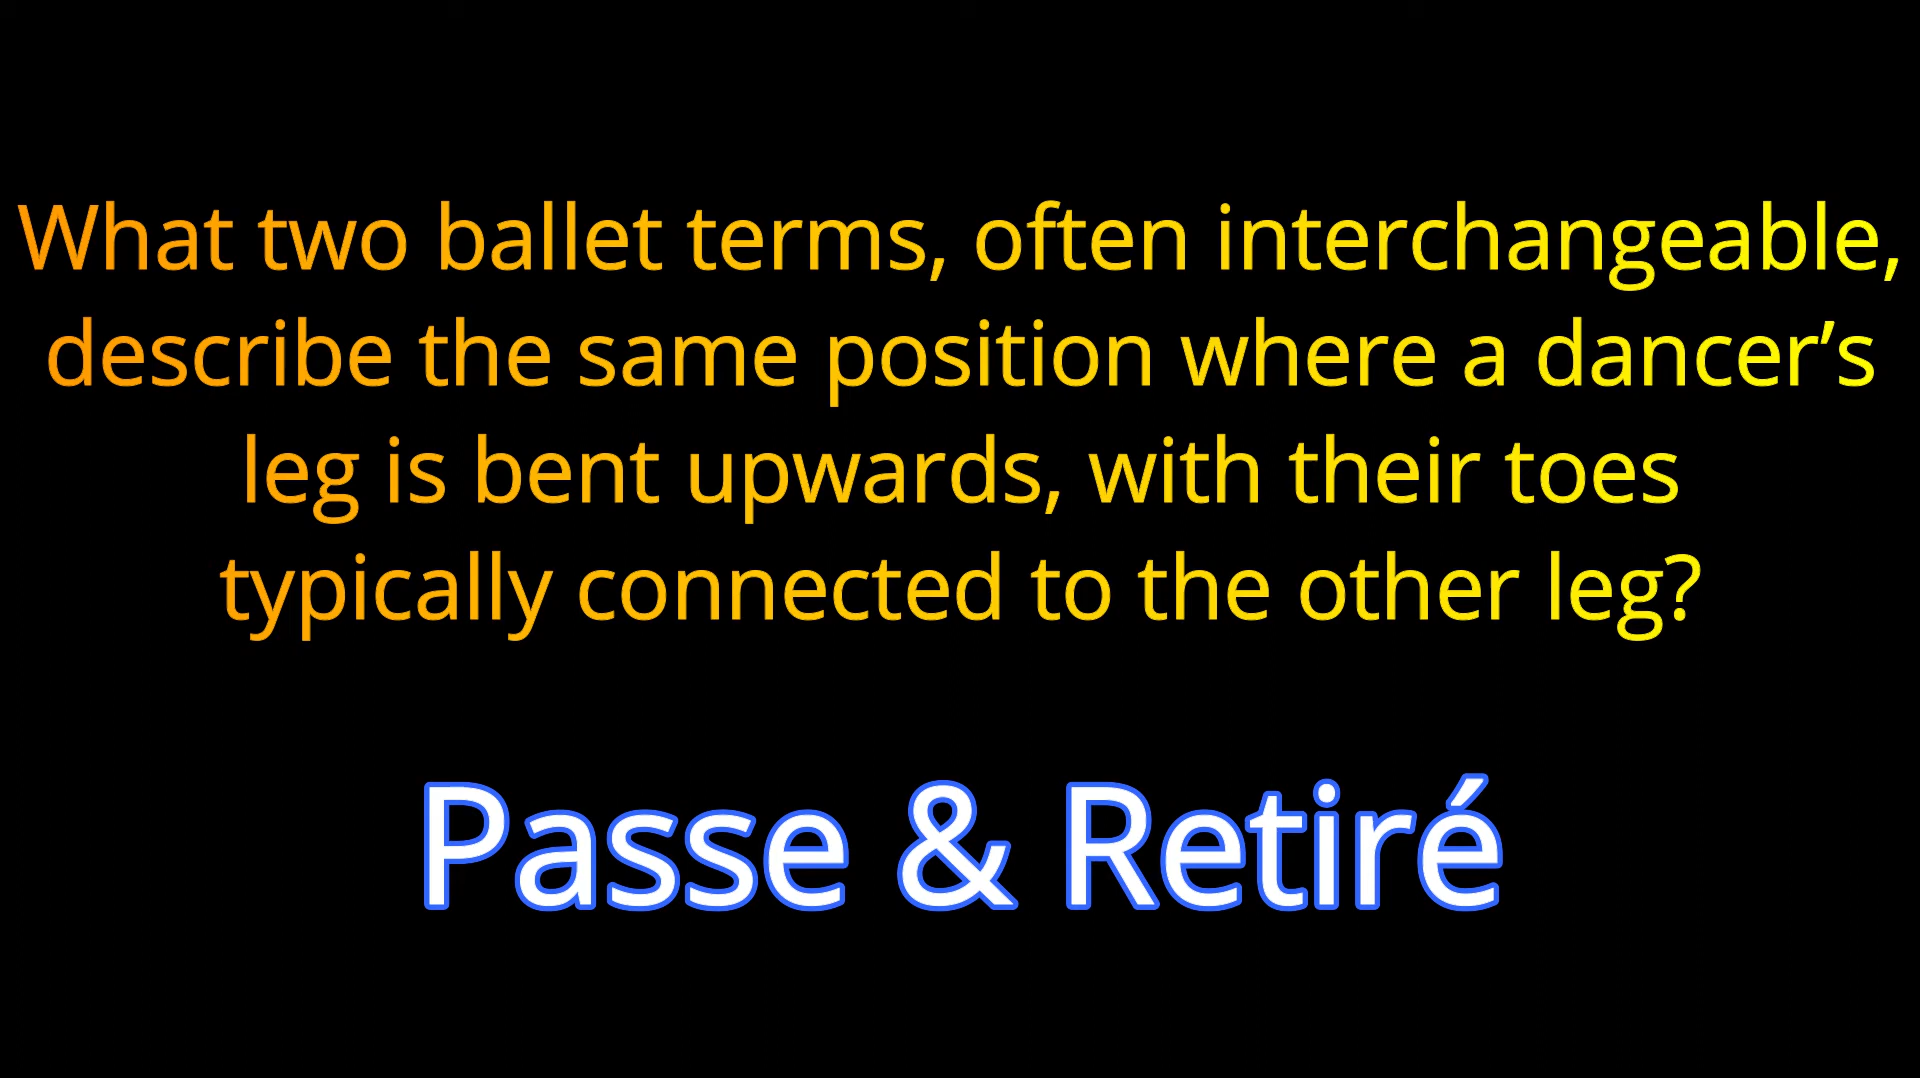 What two ballet terms, often interchangeable,
describe the same position where a dancer’s
leg is bent upwards, with their toes
typically connected to the other leg?
Passe & Retiré